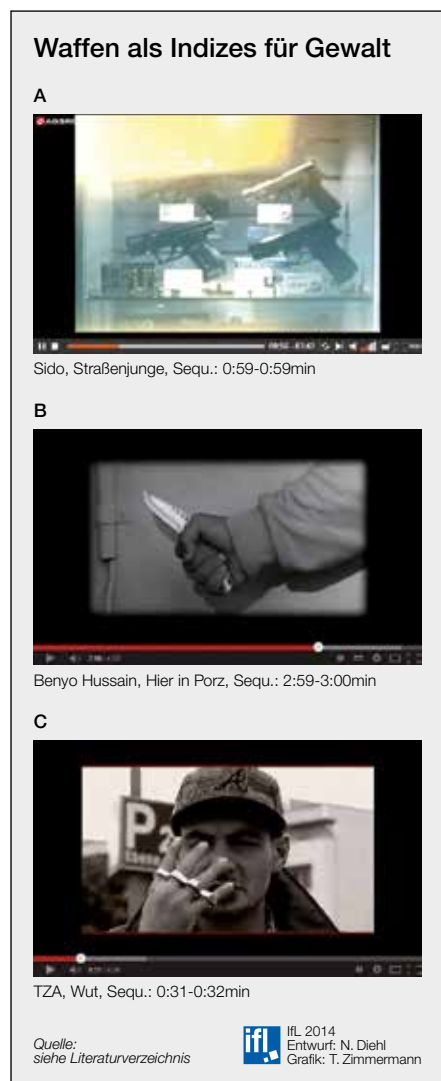 Waffen als Indizes für Gewalt
A
Sido, Straßenjunge, Sequ.: 0:59-0:59min
B
Benyo Hussain, Hier in Porz, Sequ.: 2:59-3:00min
C
P2
TZA, Wut, Sequ.: 0:31-0:32min
Quelle:
siehe Literaturverzeichnis
ifl
IfL 2014
Entwurf: N. Diehl
Grafik: T. Zimmermann